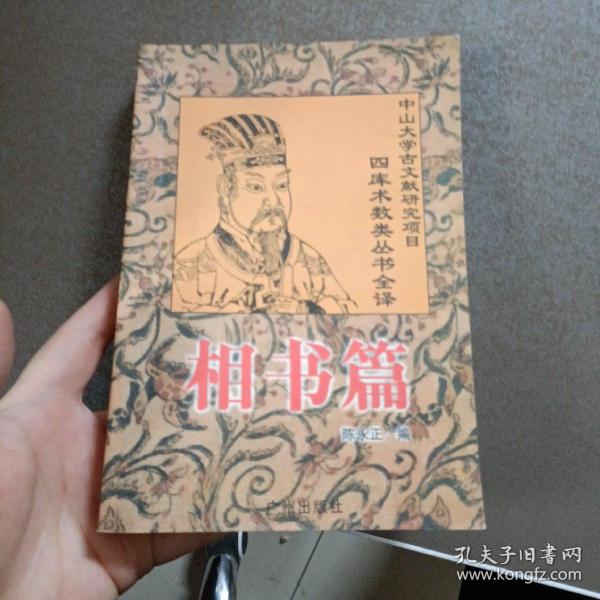 中山大学古文献研究项目
四库术数类丛书全译
相书篇
陈永正/编
广州出版社
孔夫子旧書网
www.kongfz.com